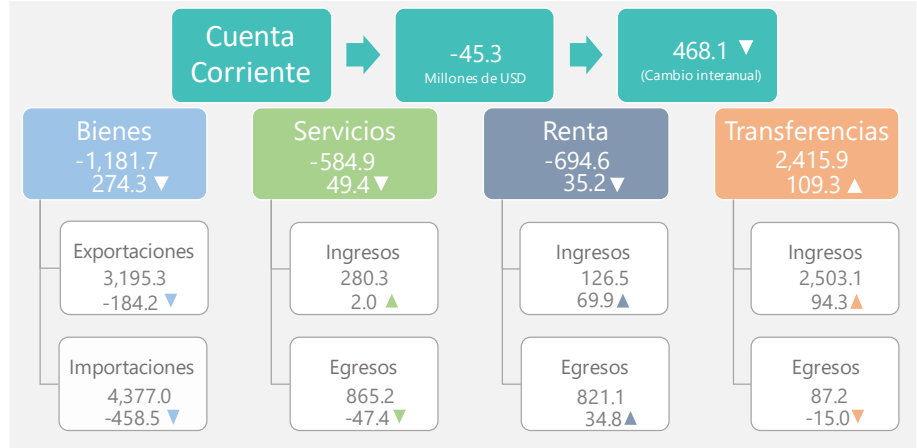 Cuenta
Corriente
-45.3
Millones de USD
468.1 ▼
(Cambio interanual)
Bienes
-1,181.7
274.3 ▼
Servicios
-584.9
49.4 ▼
Renta
-694.6
35.2 ▼
Transferencias
2,415.9
109.3 ▲
Exportaciones
3,195.3
-184.2 ▼
Ingresos
280.3
2.0 ▲
Ingresos
126.5
69.9 ▲
Ingresos
2,503.1
94.3 ▲
Importaciones
4,377.0
-458.5 ▼
Egresos
865.2
-47.4 ▼
Egresos
821.1
34.8 ▲
Egresos
87.2
-15.0 ▼